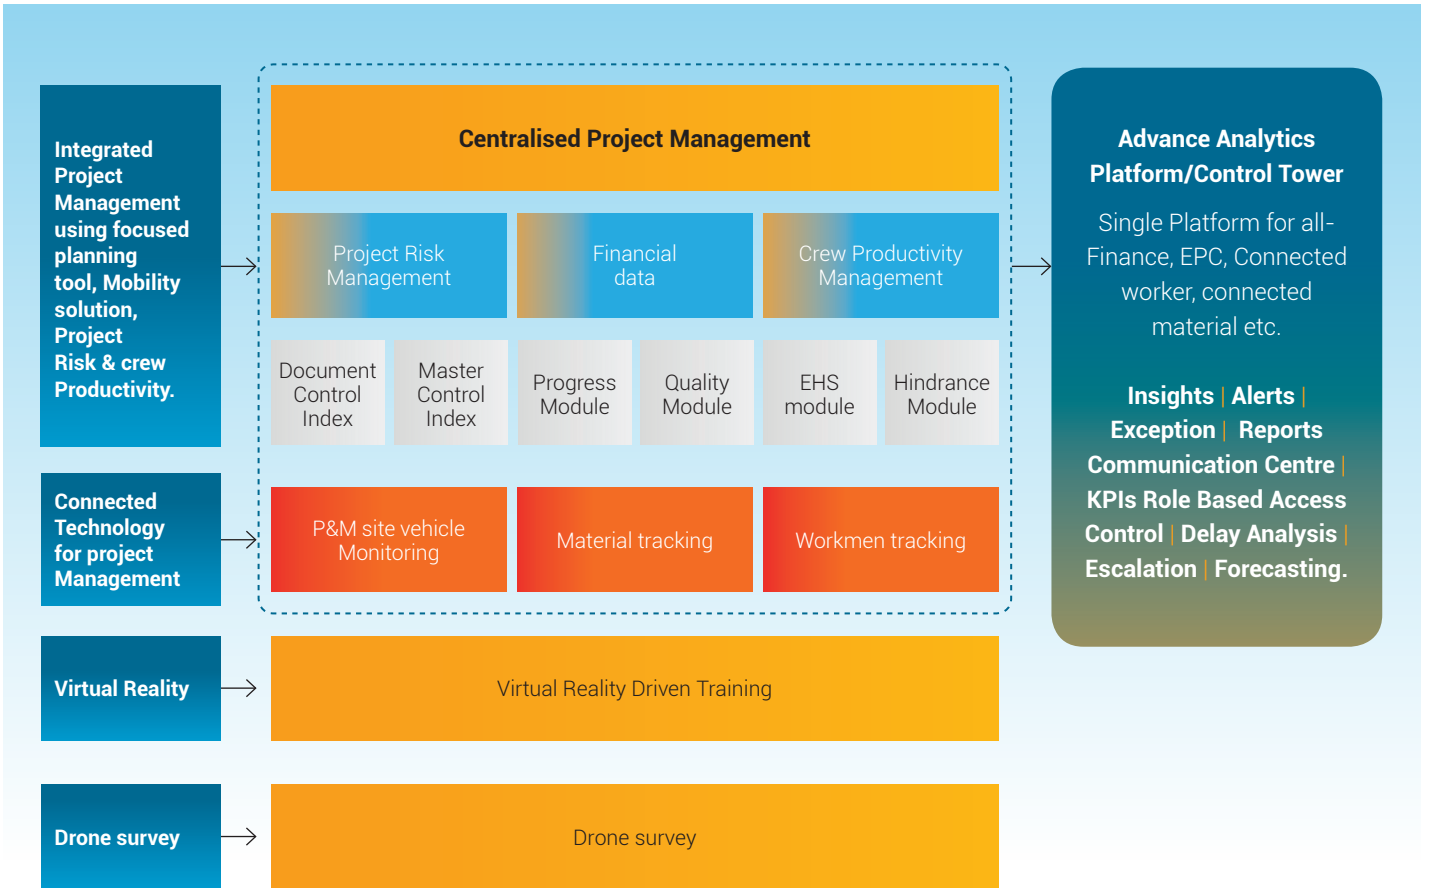 Integrated
Project
Management
using focused
planning
tool, Mobility
solution,
Project
Risk & crew
Productivity.
Centralised Project Management
Project Risk
Management
Financial
data
Crew Productivity
Management
Document
Control
Index
Master
Control
Index
Progress
Module
Quality
Module
EHS
module
Hindrance
Module
Connected
Technology
for project
Management
P&M site vehicle
Monitoring
Material tracking
Workmen tracking
Virtual Reality
Virtual Reality Driven Training
Drone survey
Drone survey
Advance Analytics
Platform/Control Tower
Single Platform for all-
Finance, EPC, Connected
worker, connected
material etc.
Insights | Alerts |
Exception | Reports
Communication Centre |
KPIs Role Based Access
Control | Delay Analysis |
Escalation | Forecasting.